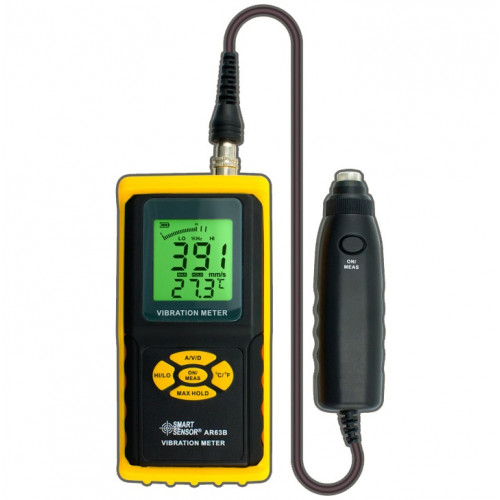 LO 1KHz HI
391
mm/s
27.3°C
VIBRATION METER
A/V/D
HI/LO
ON/
MEAS
°C/°F
MAX HOLD
SMART
SENSOR® AR63B
VIBRATION METER
ON/
MEAS